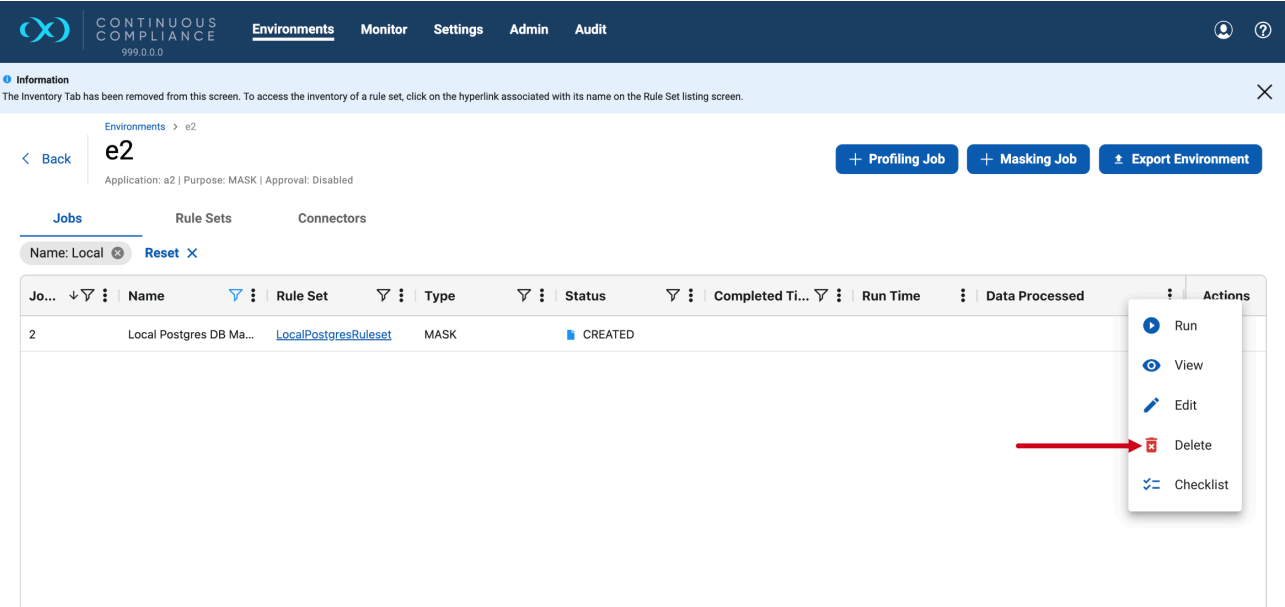 CONTINUOUS
COMPLIANCE
999.0.0.0
Environments Monitor Settings Admin Audit
Information
The Inventory Tab has been removed from this screen. To access the inventory of a rule set, click on the hyperlink associated with its name on the Rule Set listing screen.
Environments > e2
Back
e2
Application: a2 | Purpose: MASK | Approval: Disabled
+ Profiling Job + Masking Job Export Environment
Jobs Rule Sets Connectors
Name: Local Reset
Jo... Name Rule Set Type Status Completed Ti... Run Time Data Processed Actions
2 Local Postgres DB Ma... LocalPostgresRuleset MASK CREATED
Run
View
Edit
Delete
Checklist